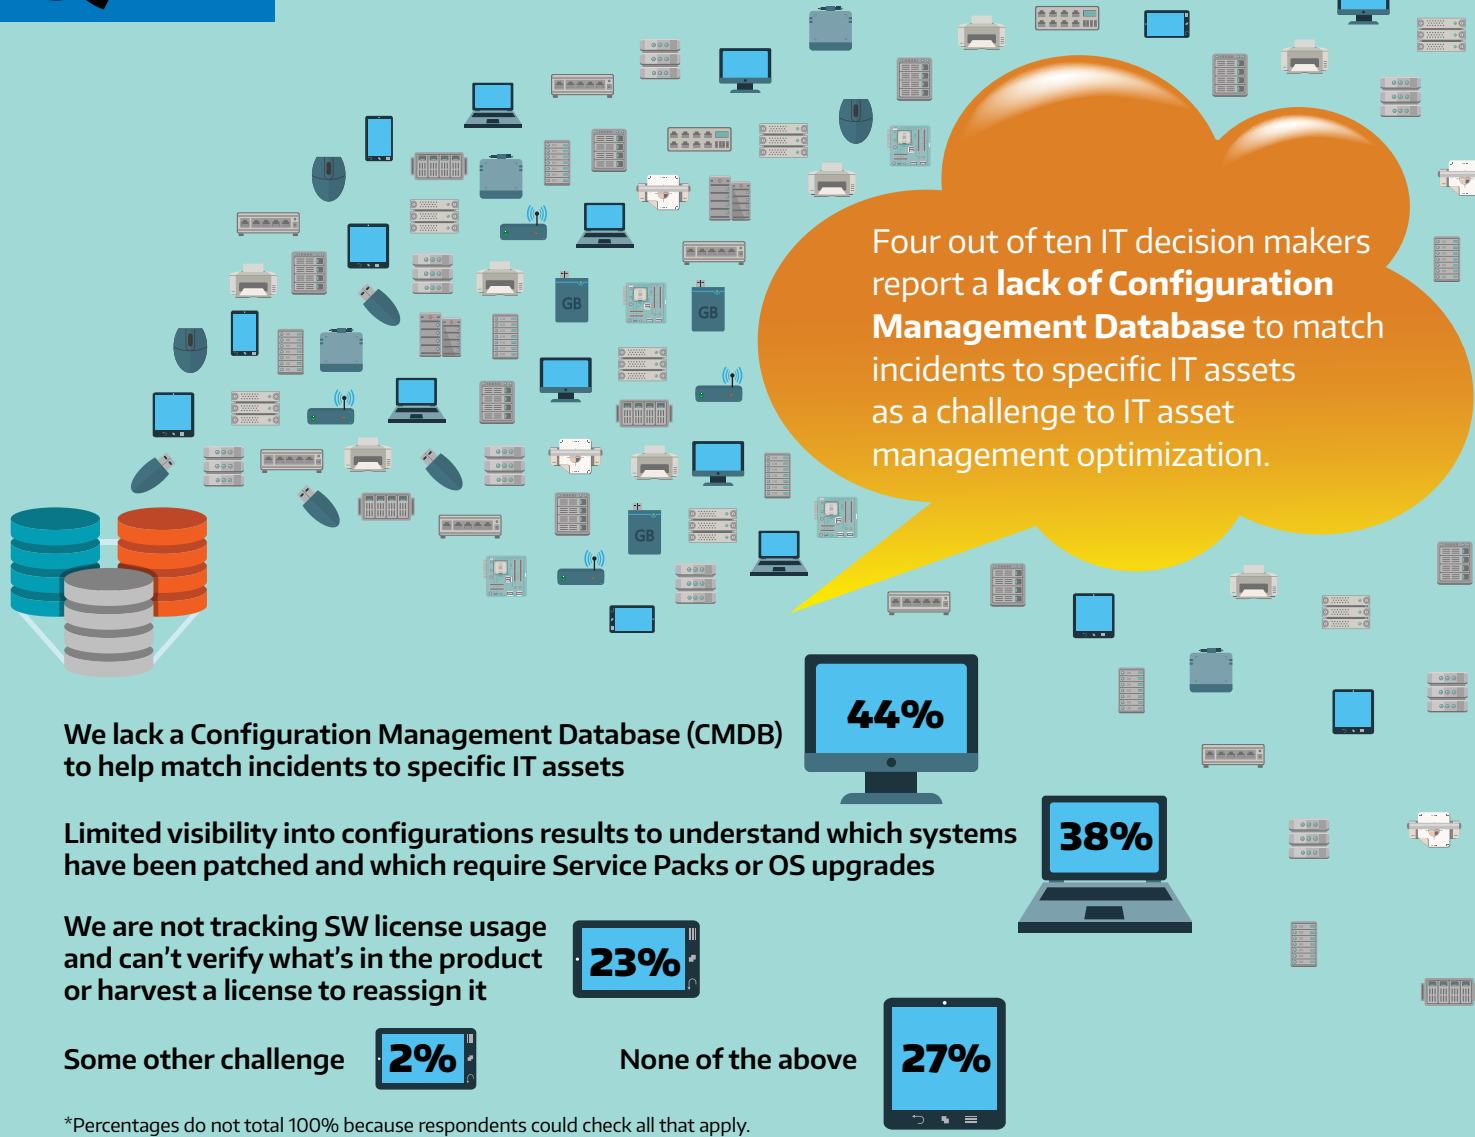 Four out of ten IT decision makers
report a lack of Configuration
Management Database to match
incidents to specific IT assets
as a challenge to IT asset
management optimization.
GB
GB
GB
We lack a Configuration Management Database (CMDB)
to help match incidents to specific IT assets
44%
Limited visibility into configurations results to understand which systems
have been patched and which require Service Packs or OS upgrades
38%
We are not tracking SW license usage
and can't verify what's in the product
or harvest a license to reassign it
23%
Some other challenge
2%
None of the above
27%
*Percentages do not total 100% because respondents could check all that apply.